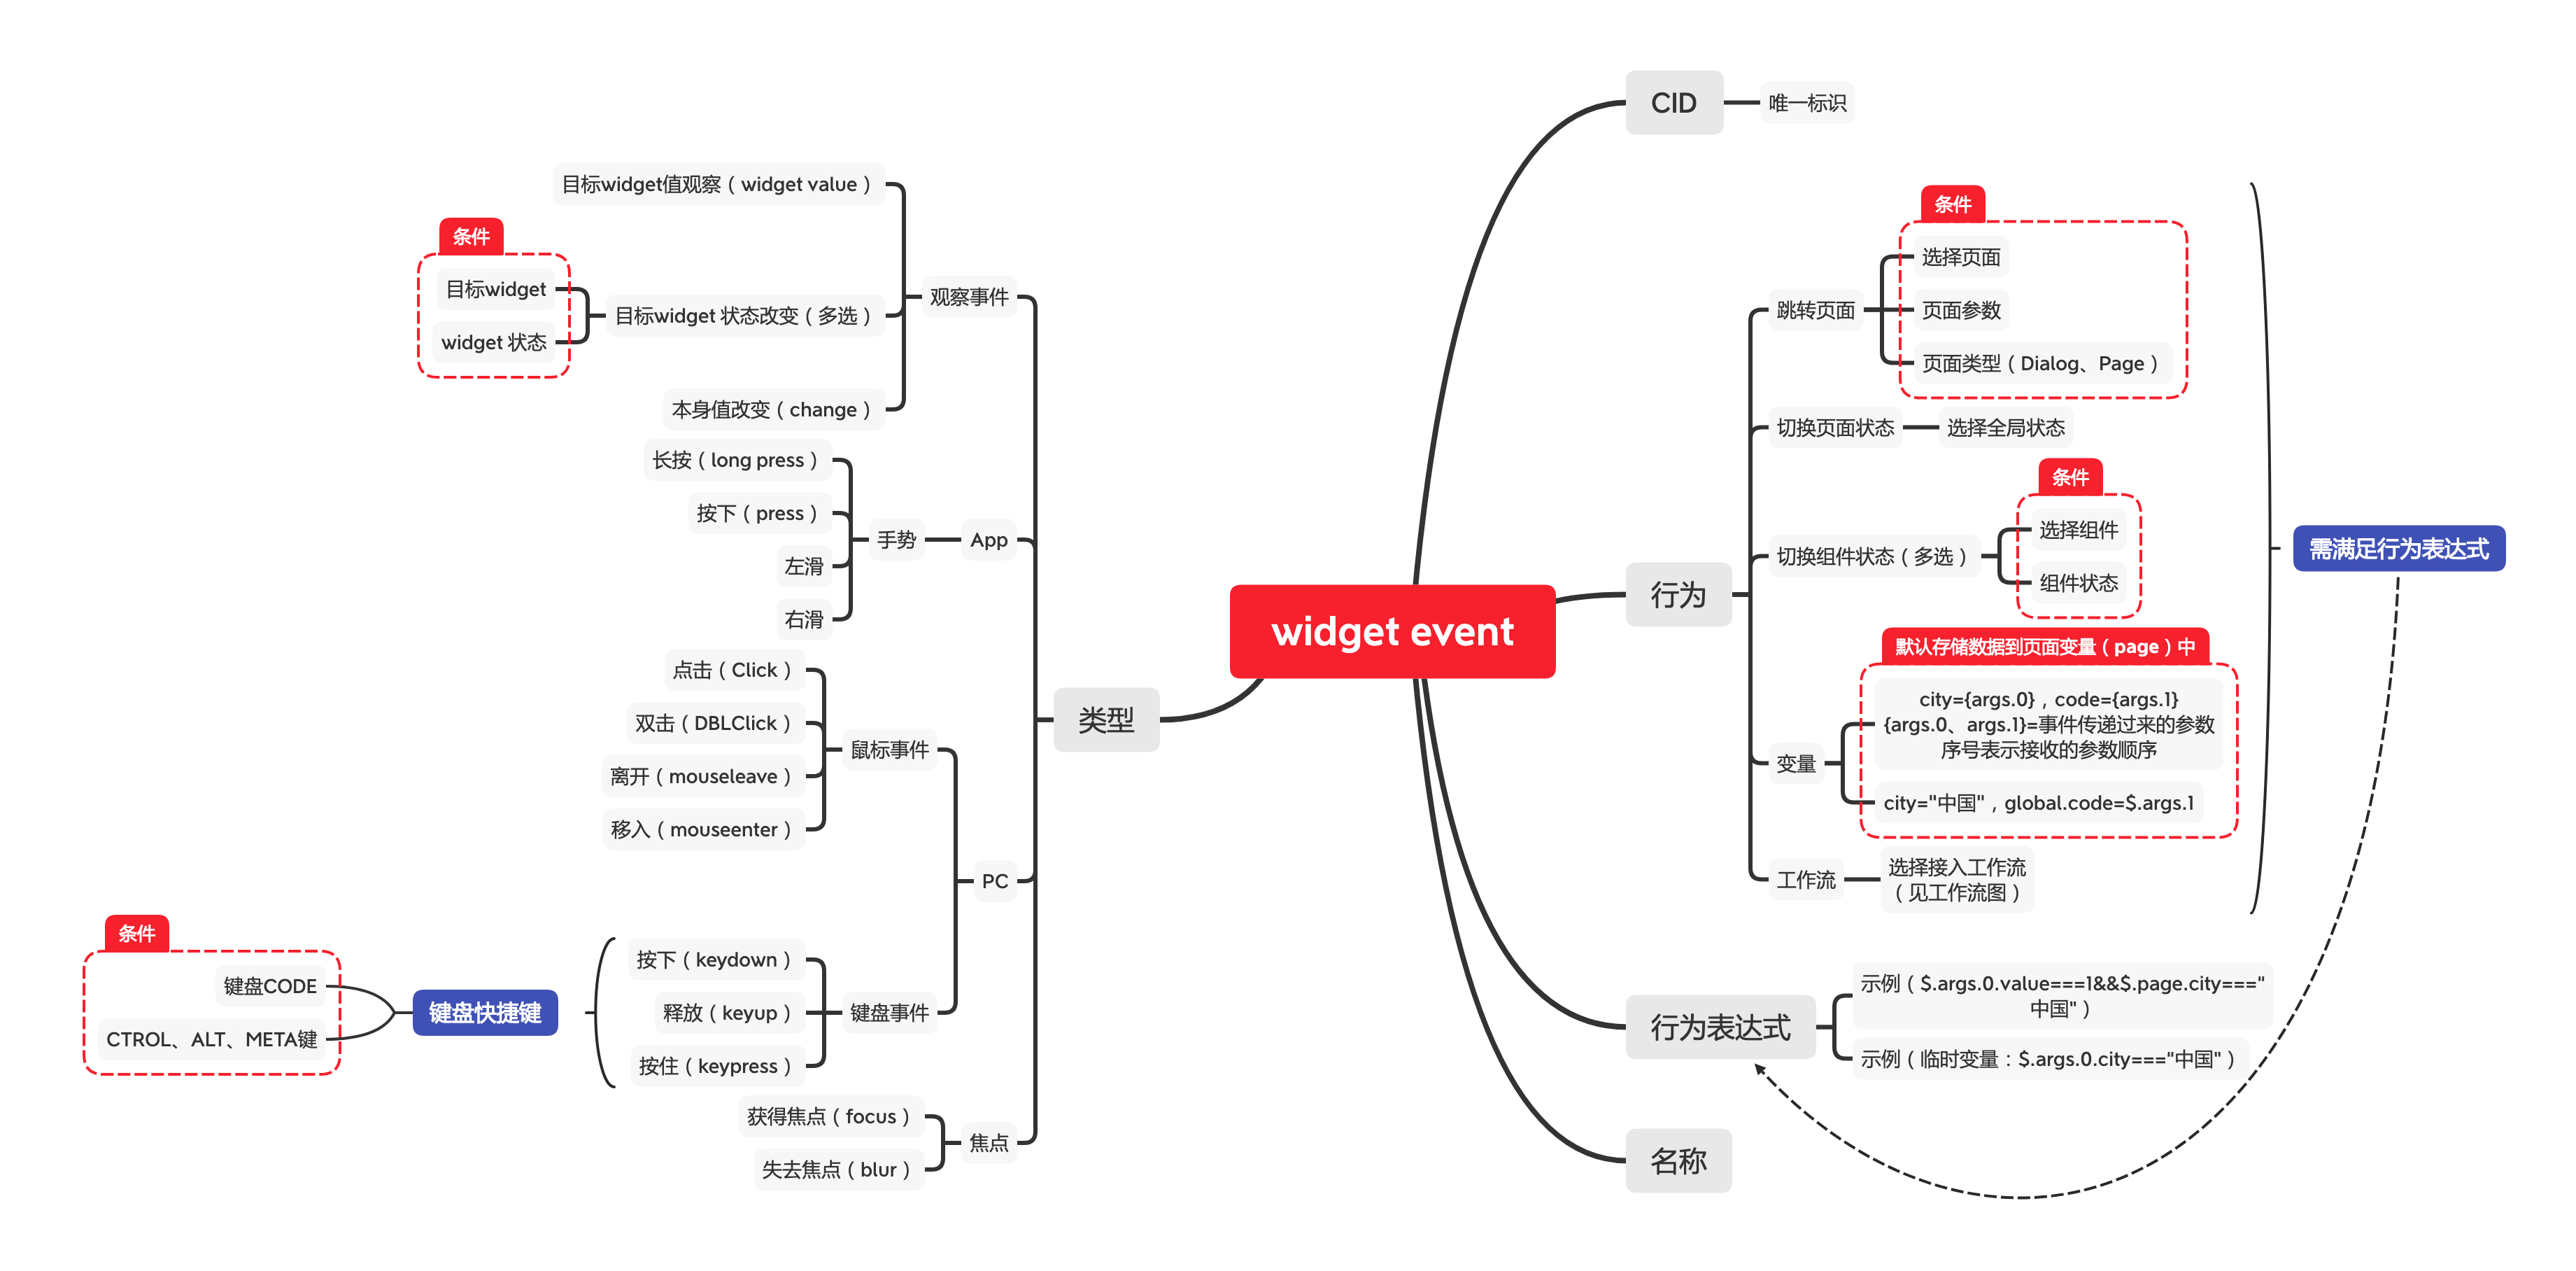 widget event
CID
唯一标识
行为
跳转页面
条件
选择页面
页面参数
页面类型（Dialog、Page）
切换页面状态
选择全局状态
切换组件状态（多选）
条件
选择组件
组件状态
变量
默认存储数据到页面变量（page）中
city={args.0}，code={args.1}
{args.0、args.1}=事件传递过来的参数
序号表示接收的参数顺序
city="中国"，global.code=$.args.1
工作流
选择接入工作流
（见工作流图）
需满足行为表达式
行为表达式
示例（$.args.0.value===1&&$.page.city==="
中国"）
示例（临时变量：$.args.0.city==="中国"）
名称
类型
观察事件
目标widget值观察（widget value）
目标widget 状态改变（多选）
条件
目标widget
widget 状态
本身值改变（change）
App
手势
长按（long press）
按下（press）
左滑
右滑
PC
鼠标事件
点击（Click）
双击（DBLClick）
离开（mouseleave）
移入（mouseenter）
键盘事件
按下（keydown）
释放（keyup）
按住（keypress）
键盘快捷键
条件
键盘CODE
CTROL、ALT、META键
焦点
获得焦点（focus）
失去焦点（blur）